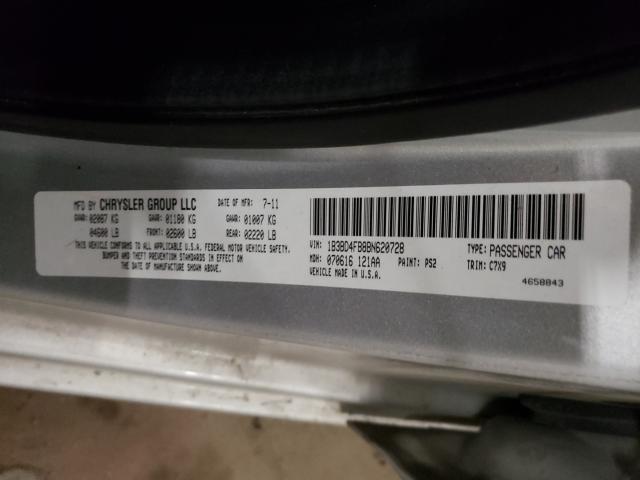 MFD BY CHRYSLER GROUP LLC DATE OF MFR: 7-11
GVWR: 02087 KG GAWR: 01180 KG GAWR: 01007 KG
04600 LB FRONT: 02600 LB REAR: 02220 LB
THIS VEHICLE CONFORMS TO ALL APPLICABLE U.S.A. FEDERAL MOTOR VEHICLE SAFETY,
BUMPER AND THEFT PREVENTION STANDARDS IN EFFECT ON
THE DATE OF MANUFACTURE SHOWN ABOVE.
VIN: 1B3BD4FB8BN620728 TYPE: PASSENGER CAR
MDH: 070616 121AA PAINT: PS2 TRIM: C7X9
VEHICLE MADE IN U.S.A.
4658843